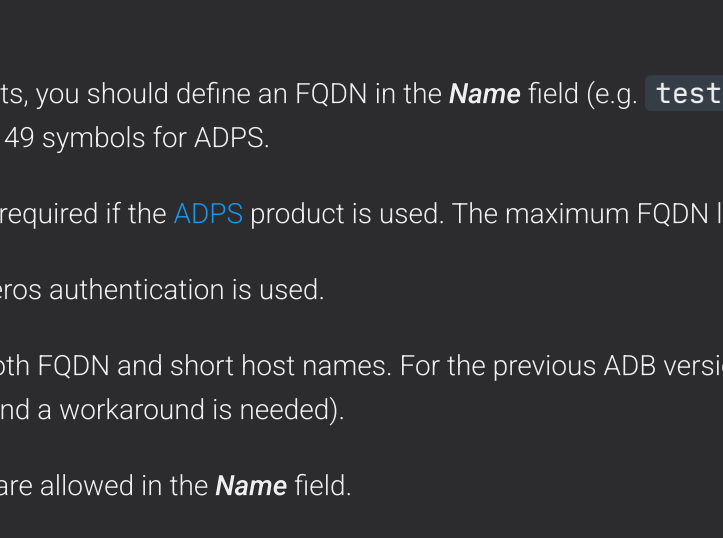 ts, you should define an FQDN in the Name field (e.g. test
49 symbols for ADPS.
required if the ADPS product is used. The maximum FQDN l
eros authentication is used.
oth FQDN and short host names. For the previous ADB versi
nd a workaround is needed).
are allowed in the Name field.